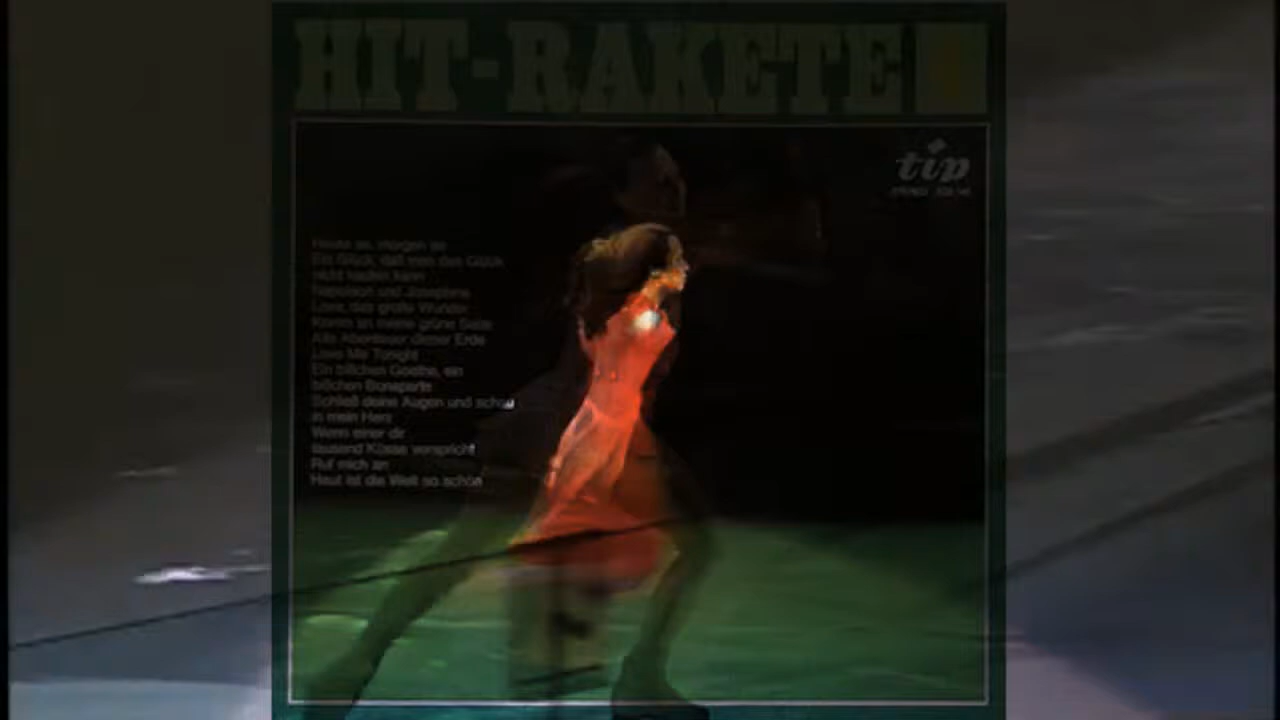 HIT-RAKETE
tip
STEREO
Heute so, morgen so
Ein Glück, daß man das Glück
nicht kaufen kann
Napoleon und Josephine
Love, das große Wunder
Komm an meine grüne Seite
Alle Abenteuer dieser Erde
Love Me Tonight
Ein bißchen Goethe, ein
bißchen Bonaparte
Schließ deine Augen und schau
in mein Herz
Wenn einer dir
tausend Küsse verspricht
Ruf mich an
Heut ist die Welt so schön